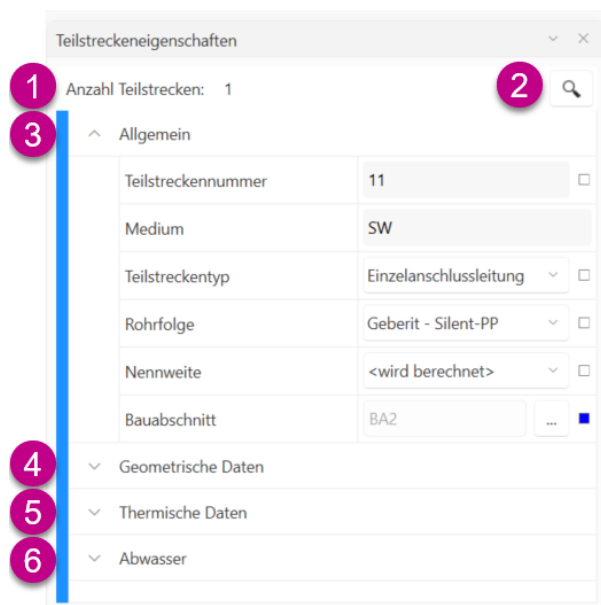 Teilstreckeneigenschaften
1 Anzahl Teilstrecken: 1 2
3 Allgemein
Teilstreckennummer 11
Medium SW
Teilstreckentyp Einzelanschlussleitung
Rohrfolge Geberit - Silent-PP
Nennweite <wird berechnet>
Bauabschnitt BA2 ...
4 Geometrische Daten
5 Thermische Daten
6 Abwasser